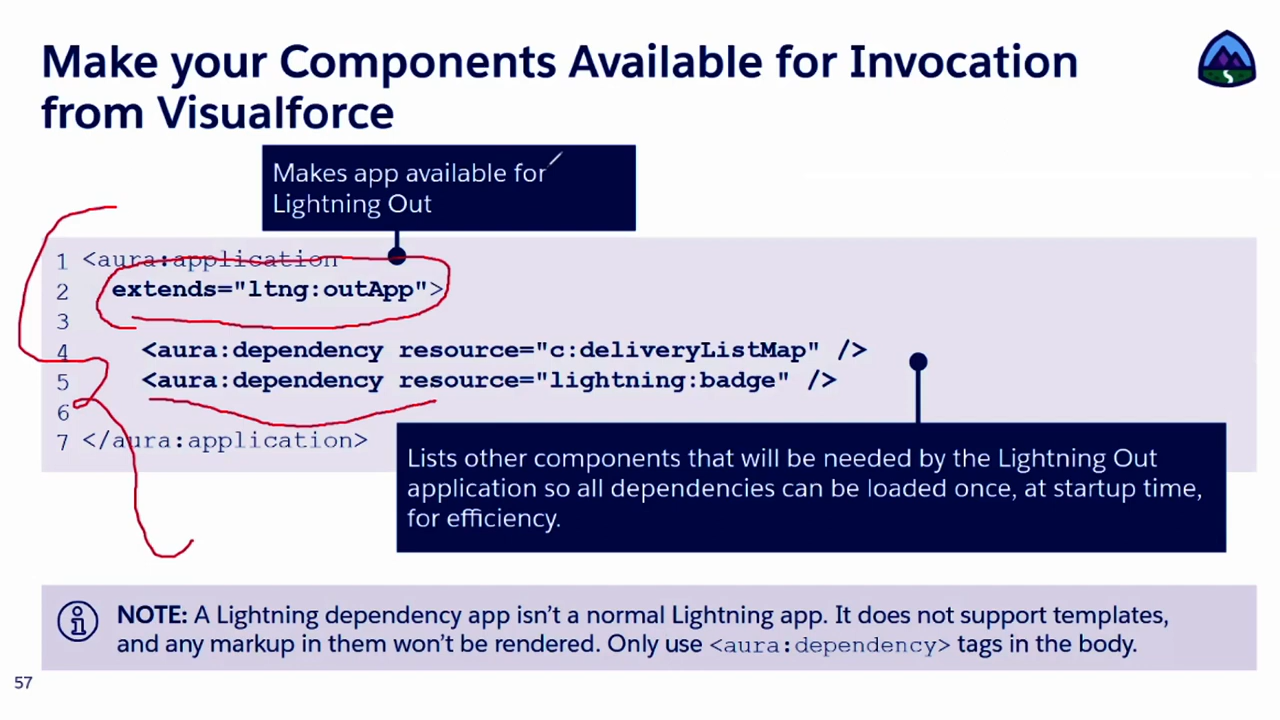 Make your Components Available for Invocation
from Visualforce
Makes app available for
Lightning Out
1 <aura:application
2 extends="ltng:outApp">
3
4 <aura:dependency resource="c:deliveryListMap" />
5 <aura:dependency resource="lightning:badge" />
6
7 </aura:application>
Lists other components that will be needed by the Lightning Out
application so all dependencies can be loaded once, at startup time,
for efficiency.
NOTE: A Lightning dependency app isn’t a normal Lightning app. It does not support templates,
and any markup in them won’t be rendered. Only use <aura:dependency> tags in the body.
57